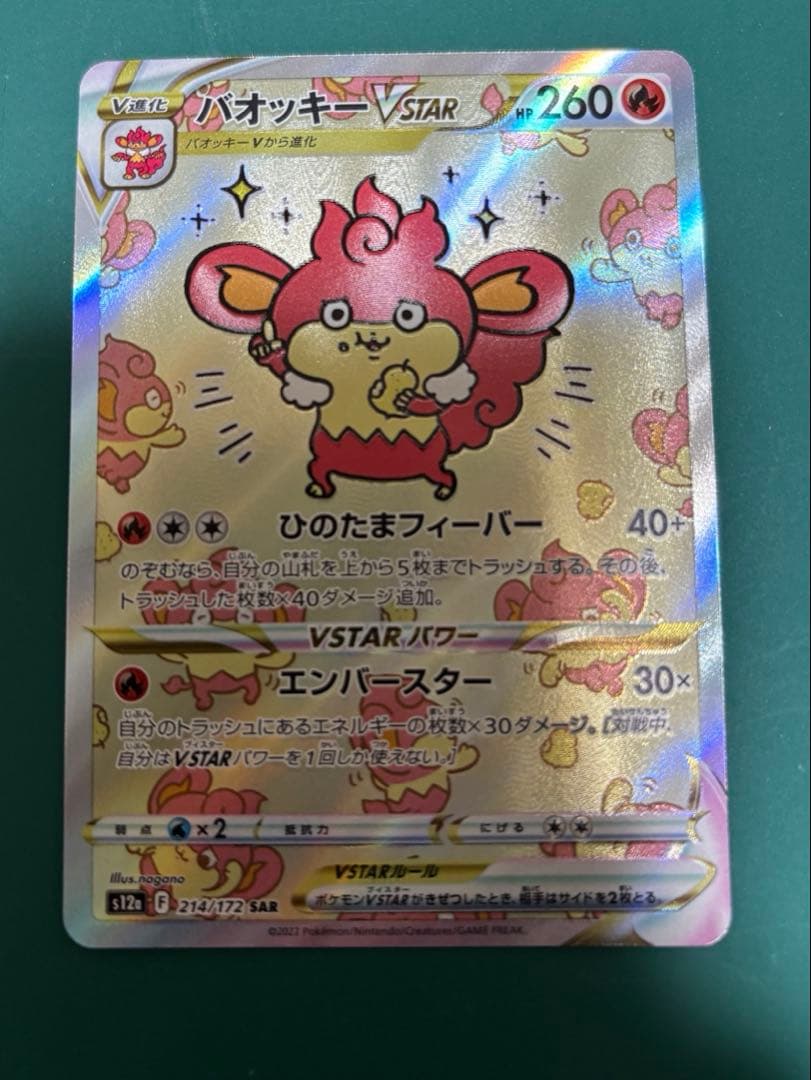 V進化 バオッキーVSTAR HP 260
バオッキーVから進化
ひのたまフィーバー 40+
のぞむなら、自分の山札を上から5枚までトラッシュする。その後、
トラッシュした枚数×40ダメージ追加。
VSTARパワー
エンバースター 30×
自分のトラッシュにあるエネルギーの枚数×30ダメージ。[対戦中、
自分はVSTARパワーを1回しか使えない。]
弱点 ×2 抵抗力 にげる
Illus. nagano
VSTARルール
s12a F 214/172 SAR
ポケモンVSTARがきぜつしたとき、相手はサイドを2枚とる。
©2022 Pokémon/Nintendo/Creatures/GAME FREAK.